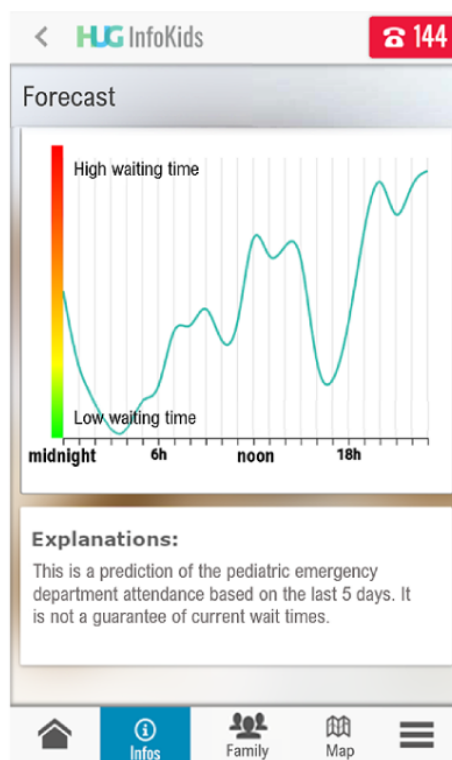 HUG InfoKids
144
Forecast
High waiting time
Low waiting time
midnight 6h noon 18h
Explanations:
This is a prediction of the pediatric emergency
department attendance based on the last 5 days. It
is not a guarantee of current wait times.
Infos Family Map